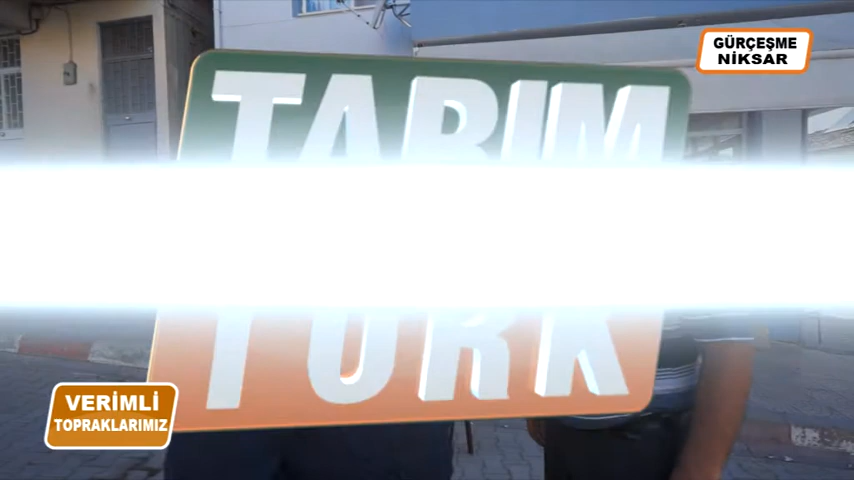 GÜRÇEŞME
NİKSAR
TARIM
TÜRK
VERİMLİ
TOPRAKLARIMIZ